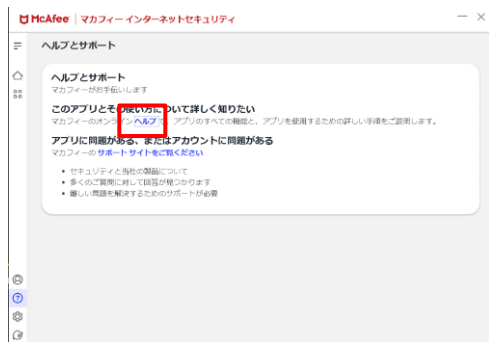 McAfee | マカフィー インターネットセキュリティ
ヘルプとサポート
ヘルプとサポート
マカフィーがお手伝いします
このアプリとその使い方について詳しく知りたい
マカフィーのオンライン ヘルプ で、アプリのすべての機能と、アプリを使用するための詳しい手順をご説明します。
アプリに問題がある、またはアカウントに問題がある
マカフィーの サポート サイトをご覧ください
• セキュリティと当社の製品について
• 多くのご質問に対して回答が見つかります
• 難しい問題を解決するためのサポートが必要